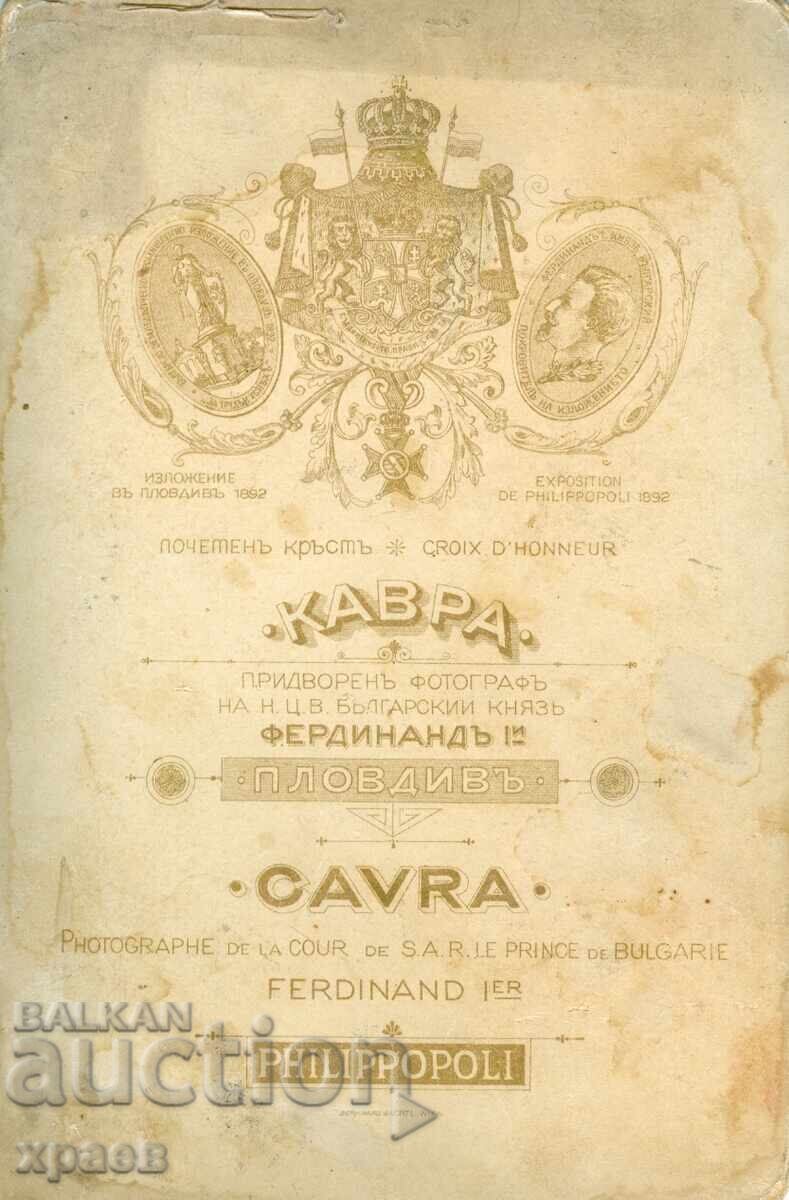 ИЗЛОЖЕНИЕ
ВЪ ПЛОВДИВЪ 1892
EXPOSITION
DE PHILIPPOPOLI 1892
ПОЧЕТЕНЪ КРЪСТЪ * CROIX D'HONNEUR
·КАВРА·
ПРИДВОРЕНЪ ФОТОГРАФЪ
НА Н.Ц.В. БЪЛГАРСКИЙ КНЯЗЬ
ФЕРДИНАНДЪ Iй
·ПЛОВДИВЪ·
·CAVRA·
PHOTOGRAPHE DE LA COUR DE S.A.R. LE PRINCE DE BULGARIE
FERDINAND IER
PHILIPPOPOLI
BALKAN
auction
храев